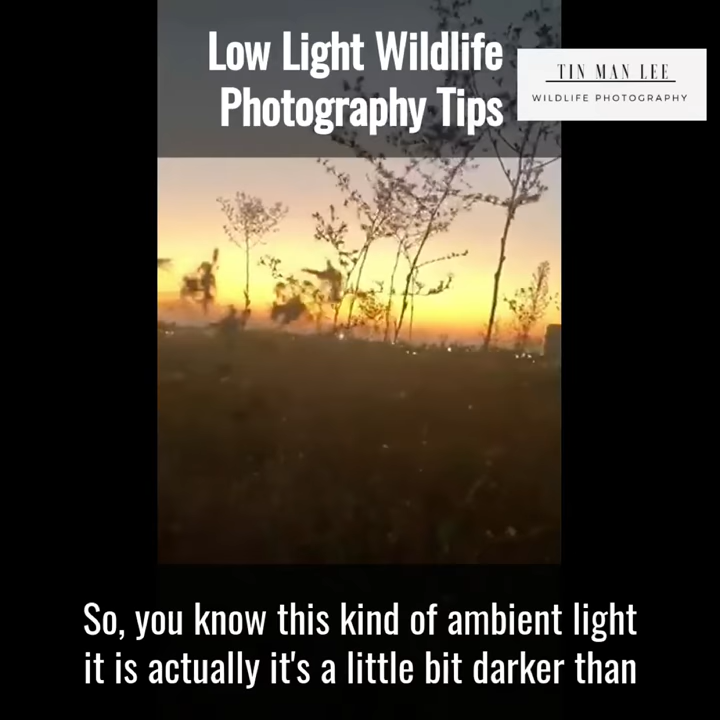 Low Light Wildlife
Photography Tips
TIN MAN LEE
WILDLIFE PHOTOGRAPHY
So, you know this kind of ambient light
it is actually it's a little bit darker than